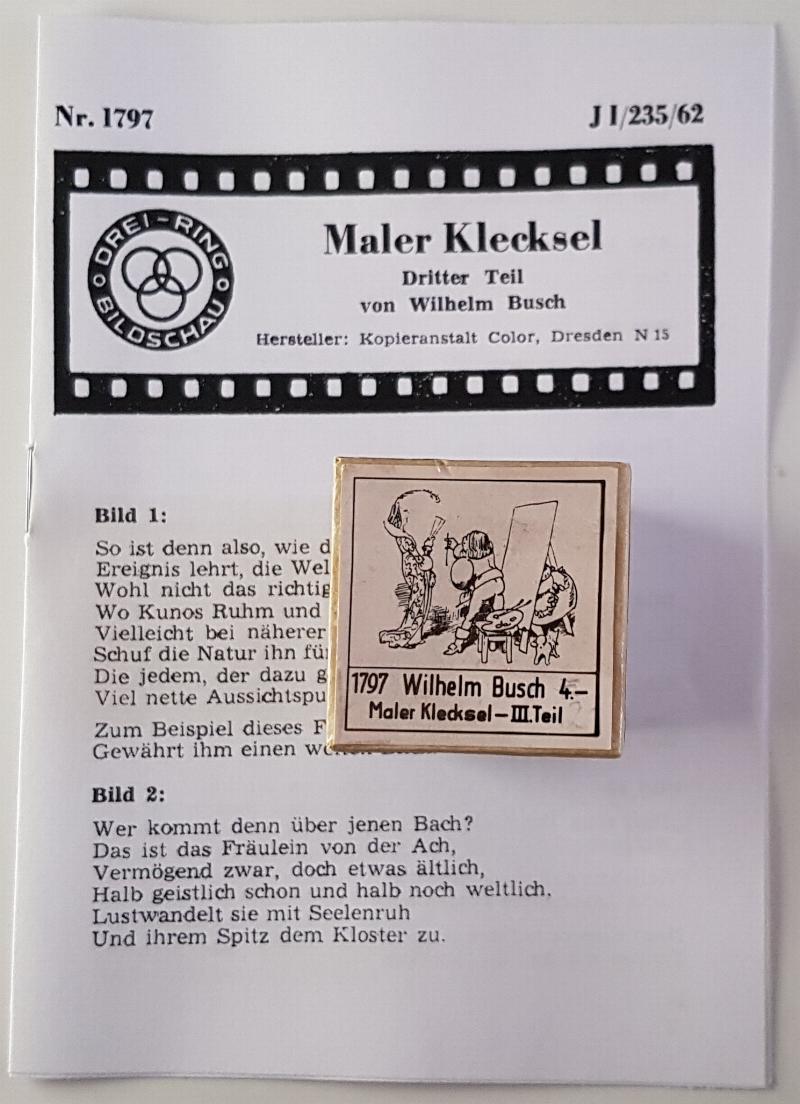 Nr. 1797
J I/235/62
DREI-RING
BILDSCHAU
Maler Klecksel
Dritter Teil
von Wilhelm Busch
Hersteller: Kopieranstalt Color, Dresden N 15
Bild 1:
So ist denn also, wie d
Ereignis lehrt, die Wel
Wohl nicht das richtig
Wo Kunos Ruhm und
Vielleicht bei näherer
Schuf die Natur ihn fü
Die jedem, der dazu g
Viel nette Aussichtspu
Zum Beispiel dieses F
Gewährt ihm einen
1797 Wilhelm Busch 4.–
Maler Klecksel – III. Teil
Bild 2:
Wer kommt denn über jenen Bach?
Das ist das Fräulein von der Ach,
Vermögend zwar, doch etwas ältlich,
Halb geistlich schon und halb noch weltlich.
Lustwandelt sie mit Seelenruh
Und ihrem Spitz dem Kloster zu.